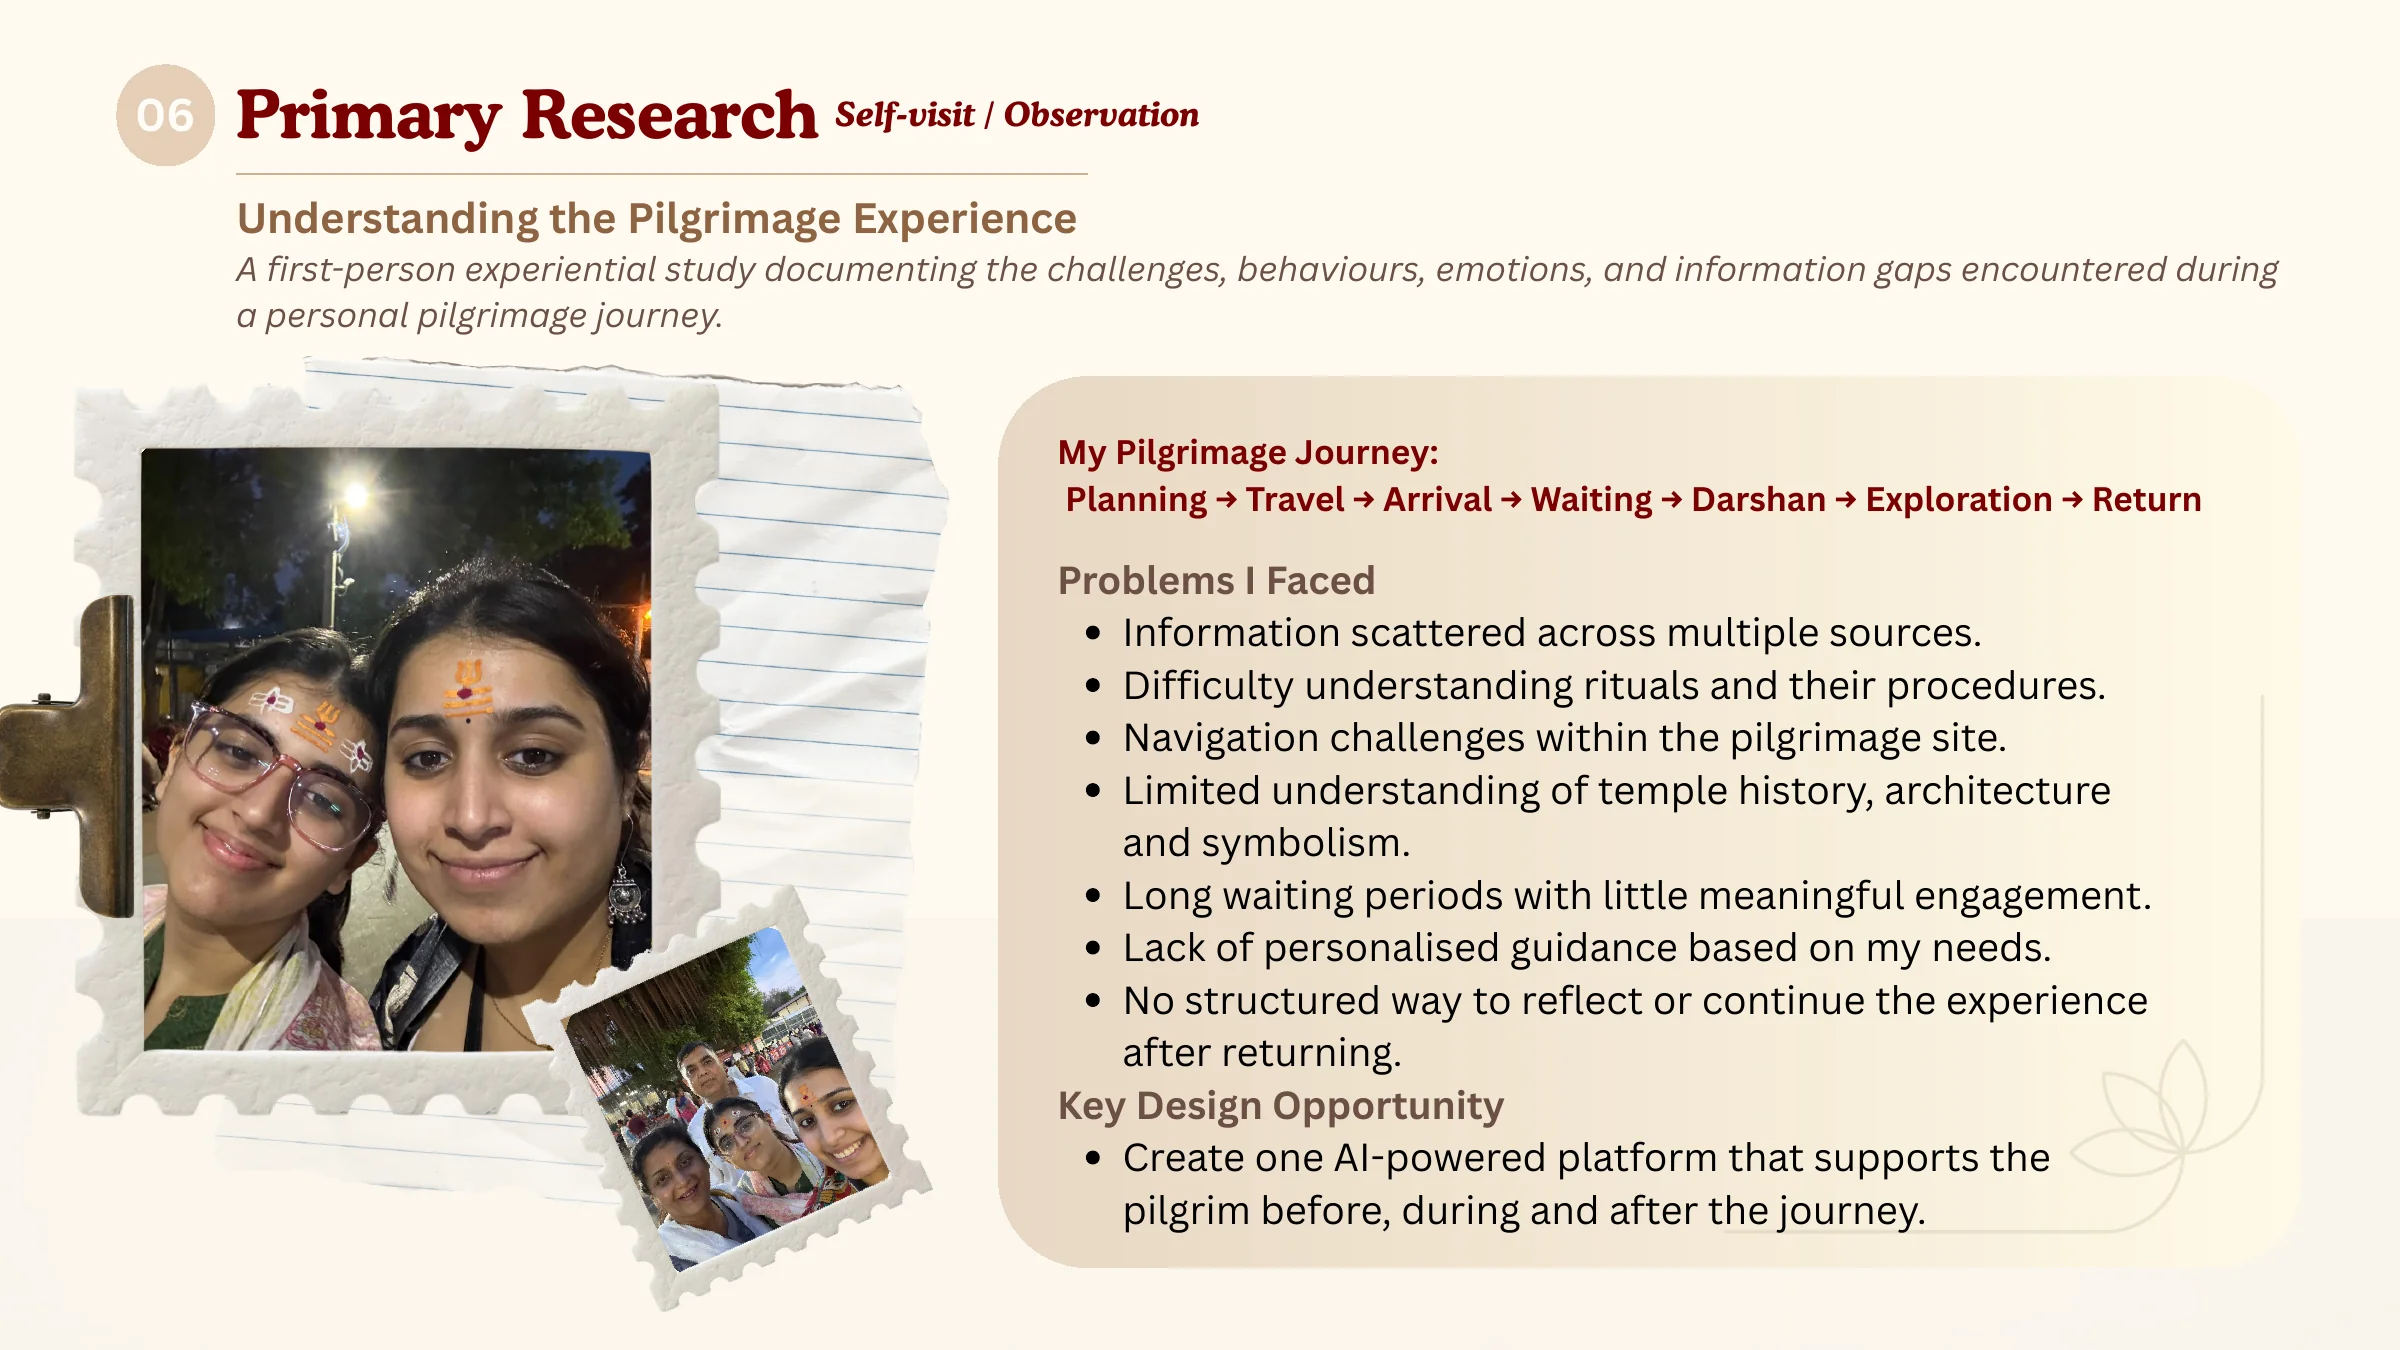 06
Primary Research Self-visit / Observation
Understanding the Pilgrimage Experience
A first-person experiential study documenting the challenges, behaviours, emotions, and information gaps encountered during
a personal pilgrimage journey.
My Pilgrimage Journey:
Planning → Travel → Arrival → Waiting → Darshan → Exploration → Return
Problems I Faced
• Information scattered across multiple sources.
• Difficulty understanding rituals and their procedures.
• Navigation challenges within the pilgrimage site.
• Limited understanding of temple history, architecture
and symbolism.
• Long waiting periods with little meaningful engagement.
• Lack of personalised guidance based on my needs.
• No structured way to reflect or continue the experience
after returning.
Key Design Opportunity
• Create one AI-powered platform that supports the
pilgrim before, during and after the journey.